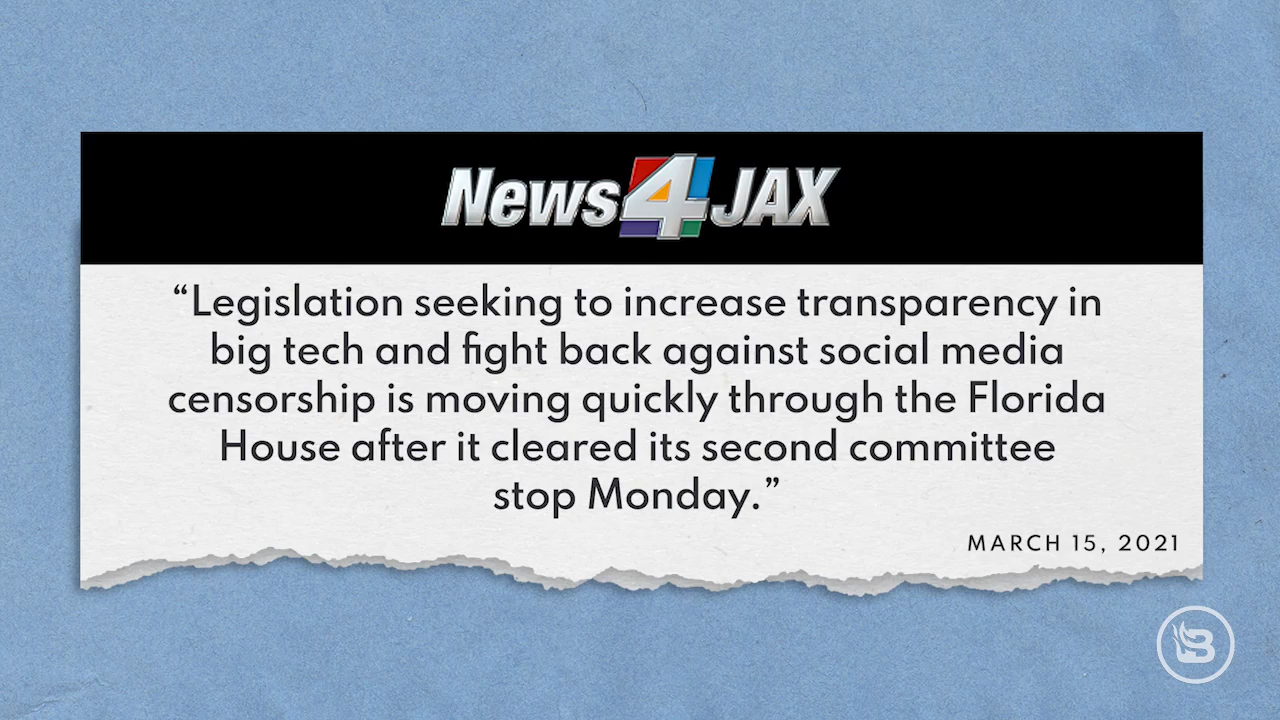 News4JAX
“Legislation seeking to increase transparency in
big tech and fight back against social media
censorship is moving quickly through the Florida
House after it cleared its second committee
stop Monday.”
MARCH 15, 2021
B